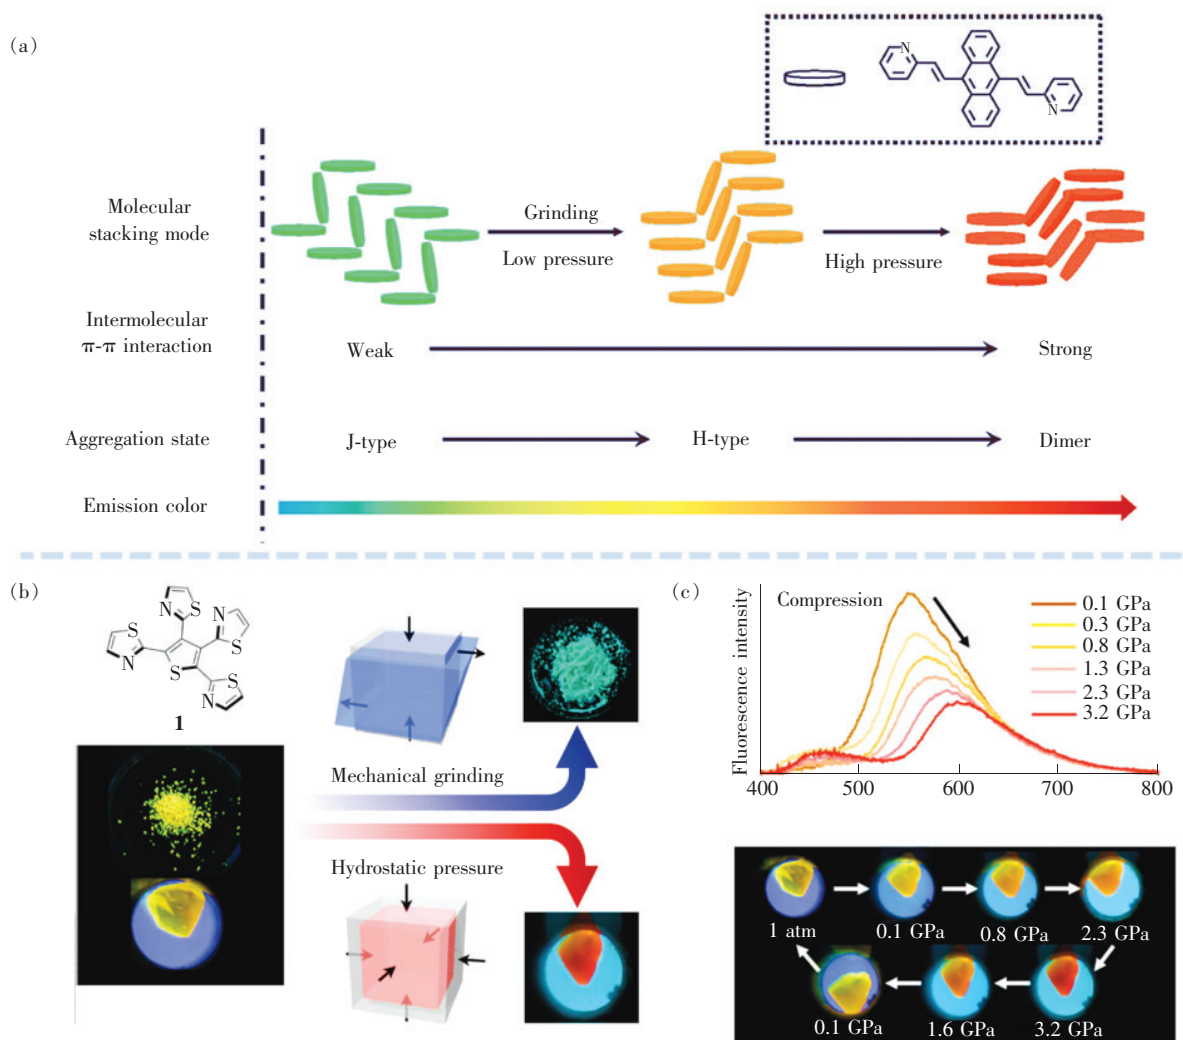 (a)
N
N
Molecular
stacking mode
Grinding
Low pressure
High pressure
Intermolecular
π-π interaction
Weak
Strong
Aggregation state
J-type
H-type
Dimer
Emission color
(b)
N
S
S
N
N
S
S
N
S
N
S
1
Mechanical grinding
Hydrostatic pressure
(c)
Compression
0.1 GPa
0.3 GPa
0.8 GPa
1.3 GPa
2.3 GPa
3.2 GPa
Fluorescence intensity
400 500 600 700 800
1 atm
0.1 GPa
0.8 GPa
2.3 GPa
0.1 GPa
1.6 GPa
3.2 GPa